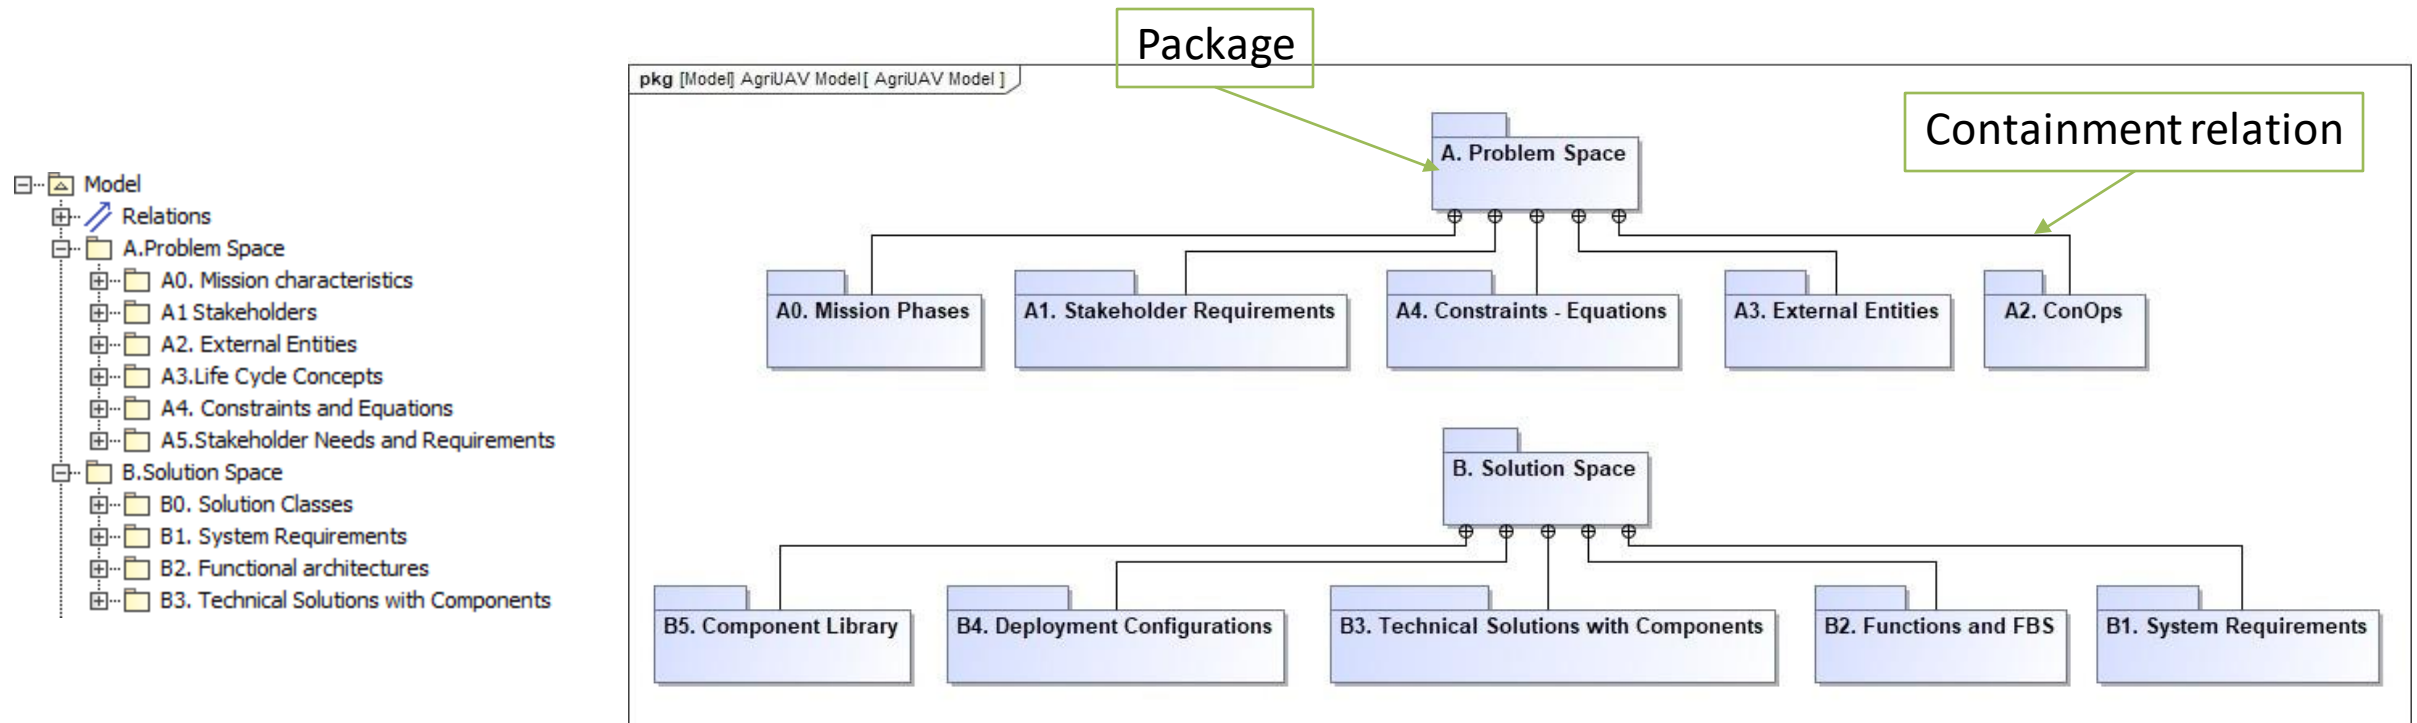 Model
Relations
A.Problem Space
A0. Mission characteristics
A1 Stakeholders
A2. External Entities
A3.Life Cycle Concepts
A4. Constraints and Equations
A5.Stakeholder Needs and Requirements
B.Solution Space
B0. Solution Classes
B1. System Requirements
B2. Functional architectures
B3. Technical Solutions with Components
Package
Containment relation
pkg [Model] AgriUAV Model[ AgriUAV Model ]
A. Problem Space
A0. Mission Phases
A1. Stakeholder Requirements
A4. Constraints - Equations
A3. External Entities
A2. ConOps
B. Solution Space
B5. Component Library
B4. Deployment Configurations
B3. Technical Solutions with Components
B2. Functions and FBS
B1. System Requirements